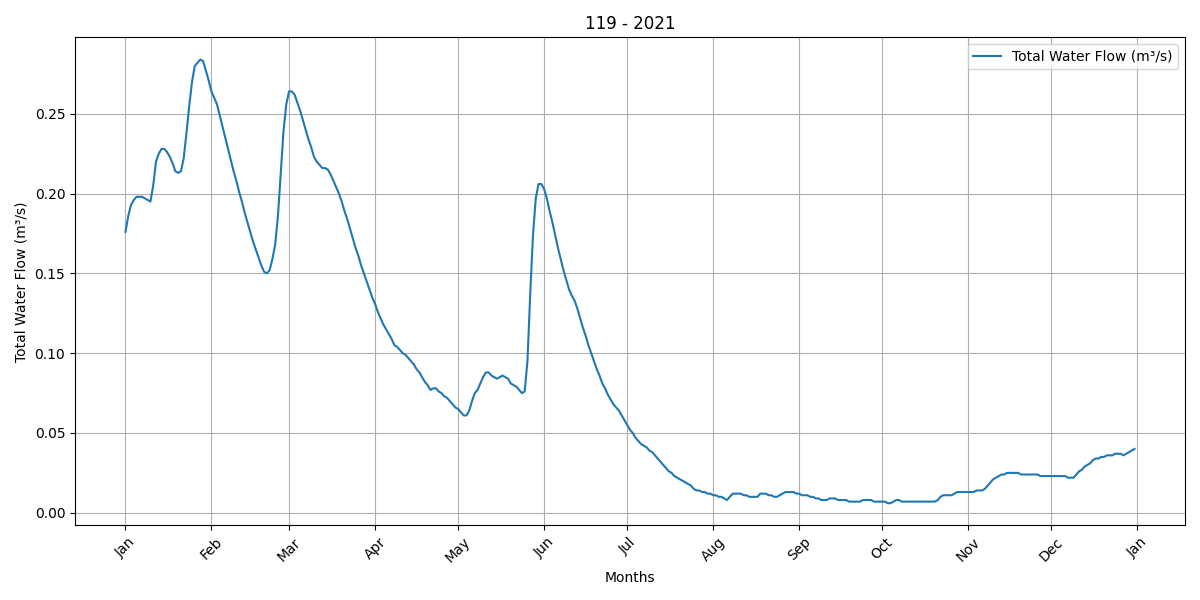 119 - 2021
Total Water Flow (m³/s)
Total Water Flow (m³/s)
0.25
0.20
0.15
0.10
0.05
0.00
Jan
Feb
Mar
Apr
May
Jun
Jul
Aug
Sep
Oct
Nov
Dec
Jan
Months